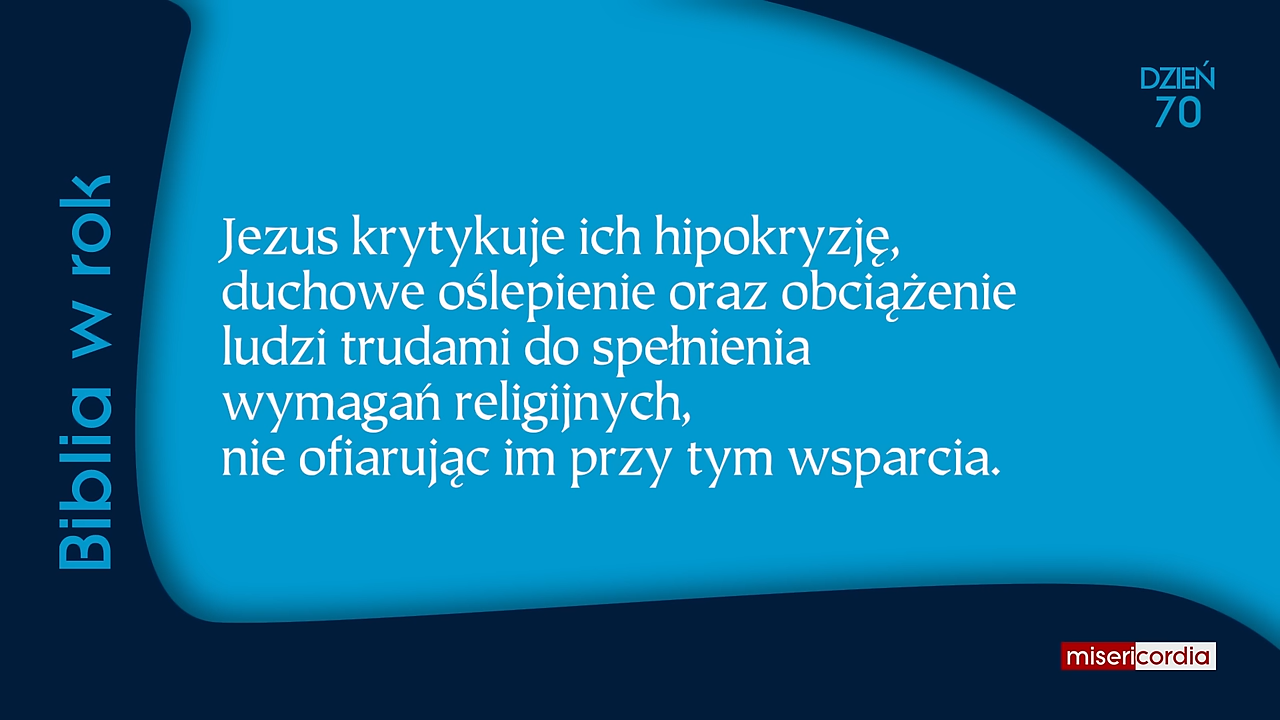 DZIEŃ
70
Biblia w rok
Jezus krytykuje ich hipokryzję,
duchowe oślepienie oraz obciążenie
ludzi trudami do spełnienia
wymagań religijnych,
nie ofiarując im przy tym wsparcia.
misericordia